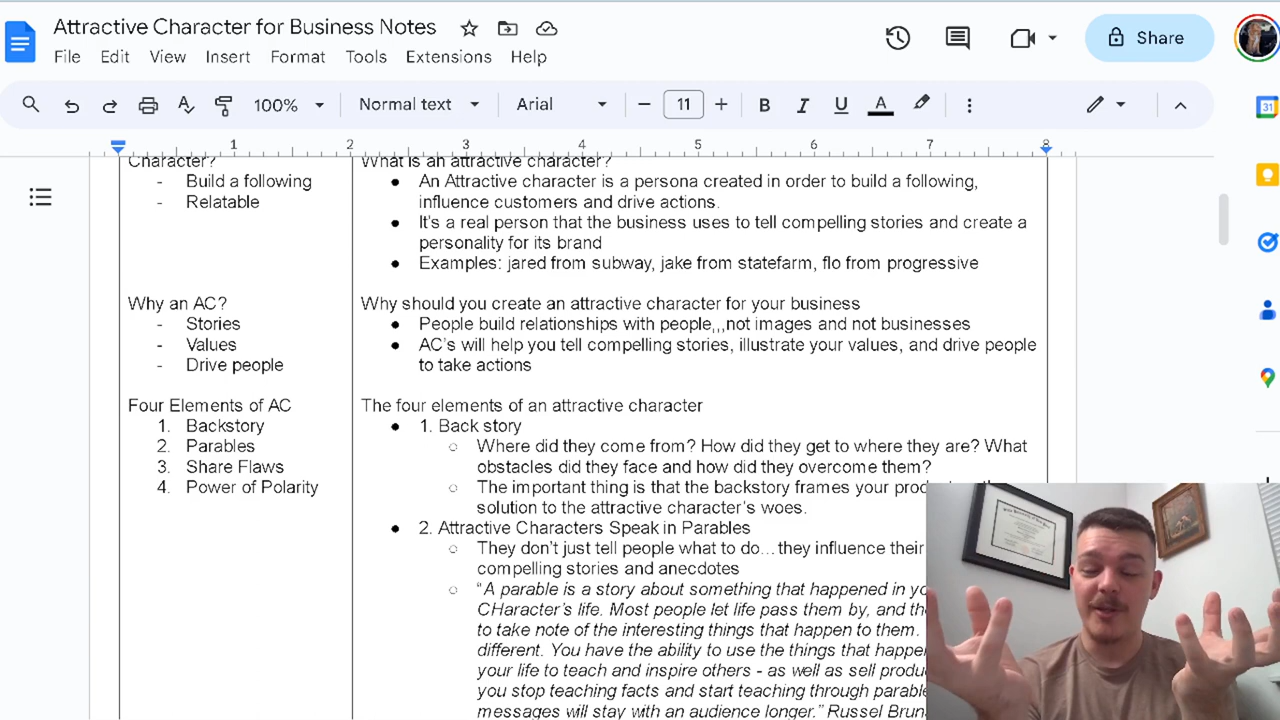 Attractive Character for Business Notes
File Edit View Insert Format Tools Extensions Help
Share
100% Normal text Arial 11
31
1 2 3 4 5 6 7 8
Character?
- Build a following
- Relatable
What is an attractive character?
● An Attractive character is a persona created in order to build a following,
influence customers and drive actions.
● It's a real person that the business uses to tell compelling stories and create a
personality for its brand
● Examples: jared from subway, jake from statefarm, flo from progressive
Why an AC?
- Stories
- Values
- Drive people
Why should you create an attractive character for your business
● People build relationships with people,,,not images and not businesses
● AC's will help you tell compelling stories, illustrate your values, and drive people
to take actions
Four Elements of AC
1. Backstory
2. Parables
3. Share Flaws
4. Power of Polarity
The four elements of an attractive character
● 1. Back story
○ Where did they come from? How did they get to where they are? What
obstacles did they face and how did they overcome them?
○ The important thing is that the backstory frames your
solution to the attractive character's woes.
● 2. Attractive Characters Speak in Parables
○ They don't just tell people what to do…they influence their
compelling stories and anecdotes
○ "A parable is a story about something that happened in
CHaracter's life. Most people let life pass them by, and
to take note of the interesting things that happen to them.
different. You have the ability to use the things that
your life to teach and inspire others - as well as sell
you stop teaching facts and start teaching through
messages will stay with an audience longer." Russel